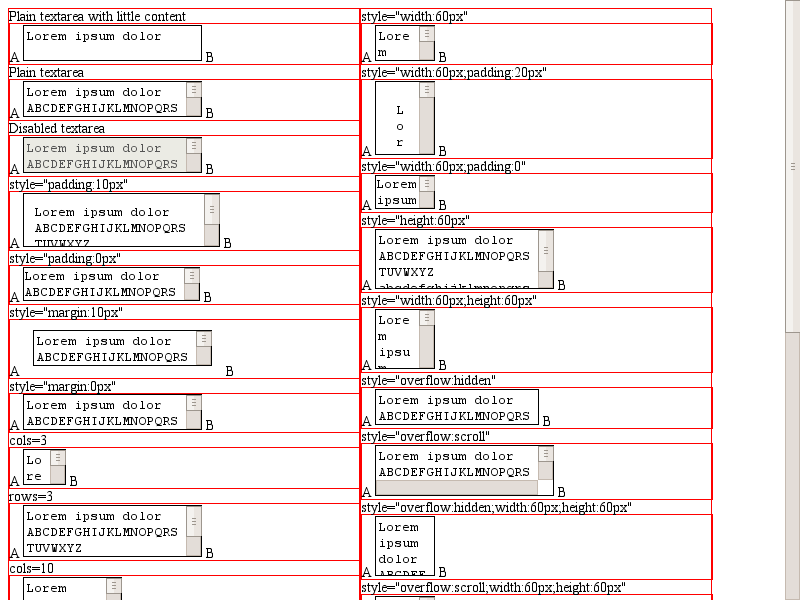 Plain textarea with little content
Lorem ipsum dolor
A B
Plain textarea
Lorem ipsum dolor
ABCDEFGHIJKLMNOPQRS
A B
Disabled textarea
Lorem ipsum dolor
ABCDEFGHIJKLMNOPQRS
A B
style="padding:10px"
Lorem ipsum dolor
ABCDEFGHIJKLMNOPQRS
TUVWXYZ
A B
style="padding:0px"
Lorem ipsum dolor
ABCDEFGHIJKLMNOPQRS
A B
style="margin:10px"
Lorem ipsum dolor
ABCDEFGHIJKLMNOPQRS
A B
style="margin:0px"
Lorem ipsum dolor
ABCDEFGHIJKLMNOPQRS
A B
cols=3
Lo
re
A B
rows=3
Lorem ipsum dolor
ABCDEFGHIJKLMNOPQRS
TUVWXYZ
A B
cols=10
Lorem
style="width:60px"
Lore
m
A B
style="width:60px;padding:20px"
L
o
r
A B
style="width:60px;padding:0"
Lorem
ipsum
A B
style="height:60px"
Lorem ipsum dolor
ABCDEFGHIJKLMNOPQRS
TUVWXYZ
abcdefghijklmnopqrs
A B
style="width:60px;height:60px"
Lore
m
ipsu
m
A B
style="overflow:hidden"
Lorem ipsum dolor
ABCDEFGHIJKLMNOPQRS
A B
style="overflow:scroll"
Lorem ipsum dolor
ABCDEFGHIJKLMNOPQRS
A B
style="overflow:hidden;width:60px;height:60px"
Lorem
ipsum
dolor
ABCDEF
A B
style="overflow:scroll;width:60px;height:60px"